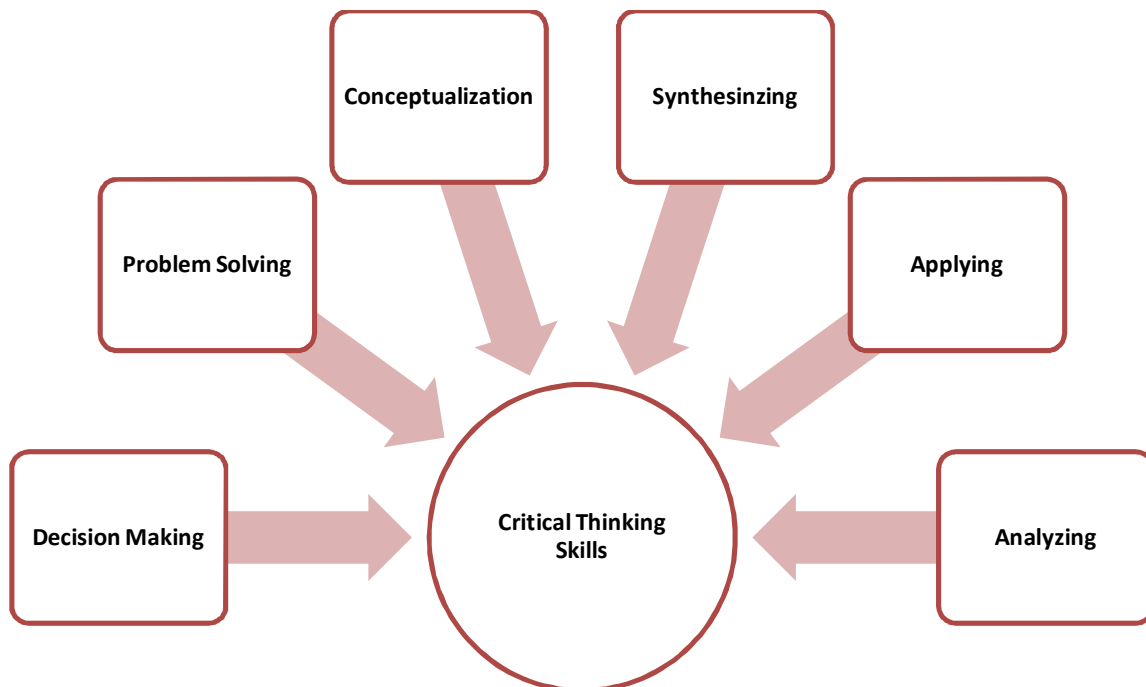 Conceptualization
Synthesinzing
Problem Solving
Applying
Decision Making
Critical Thinking
Skills
Analyzing